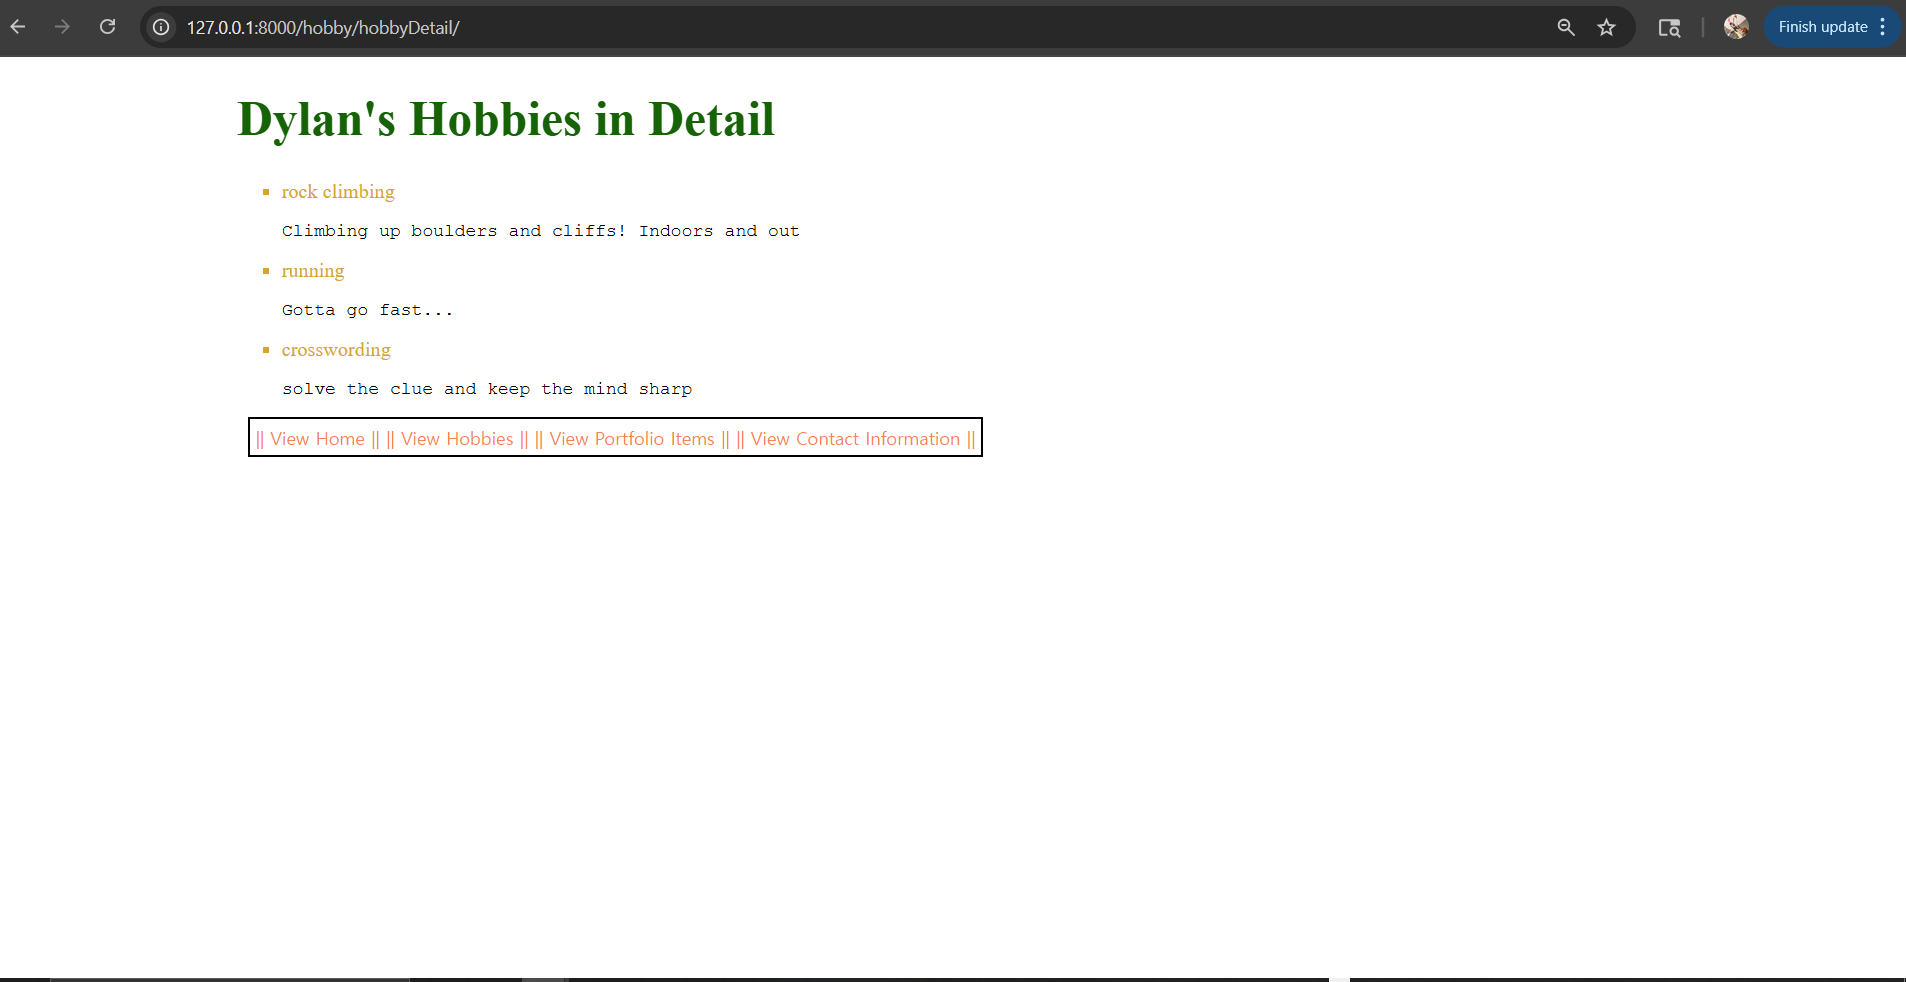 127.0.0.1:8000/hobby/hobbyDetail/
Finish update
Dylan's Hobbies in Detail
rock climbing
Climbing up boulders and cliffs! Indoors and out
running
Gotta go fast...
crosswording
solve the clue and keep the mind sharp
|| View Home || || View Hobbies || || View Portfolio Items || || View Contact Information ||